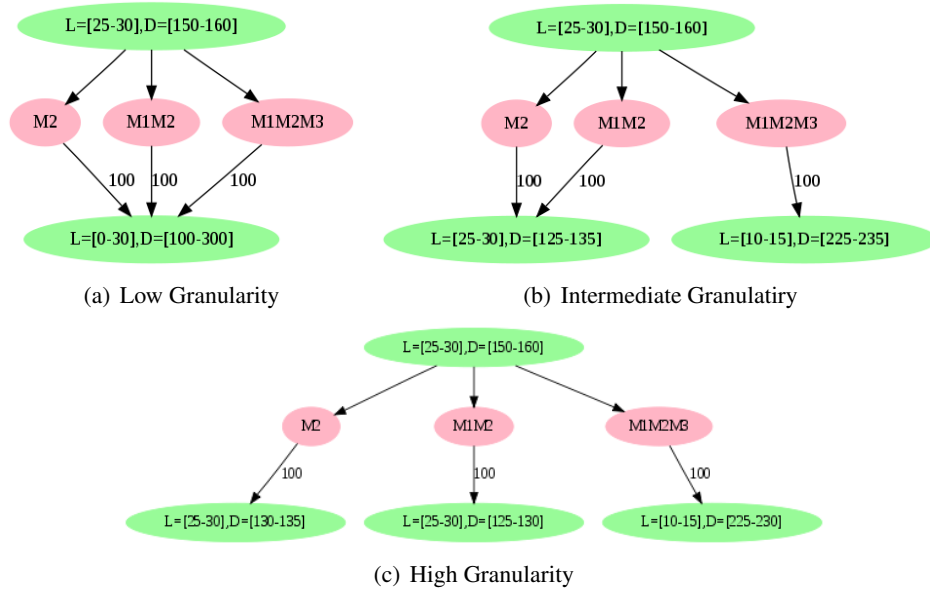 L=[25-30],D=[150-160]
M2
M1M2
M1M2M3
100
100
100
L=[0-30],D=[100-300]
(a) Low Granularity
L=[25-30],D=[150-160]
M2
M1M2
M1M2M3
100
100
100
L=[25-30],D=[125-135]
L=[10-15],D=[225-235]
(b) Intermediate Granulatiry
L=[25-30],D=[150-160]
M2
M1M2
M1M2M3
100
100
100
L=[25-30],D=[130-135]
L=[25-30],D=[125-130]
L=[10-15],D=[225-230]
(c) High Granularity